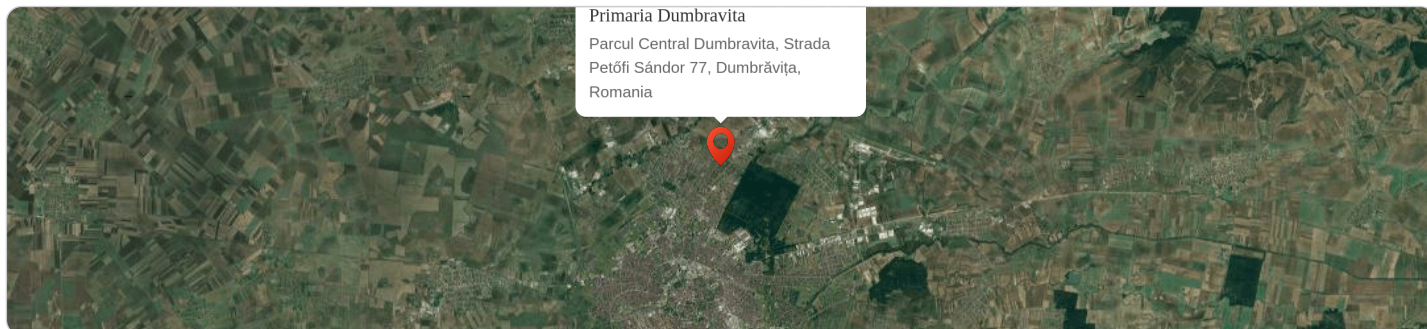 Primaria Dumbravita
Parcul Central Dumbravita, Strada
Petőfi Sándor 77, Dumbrăvița,
Romania